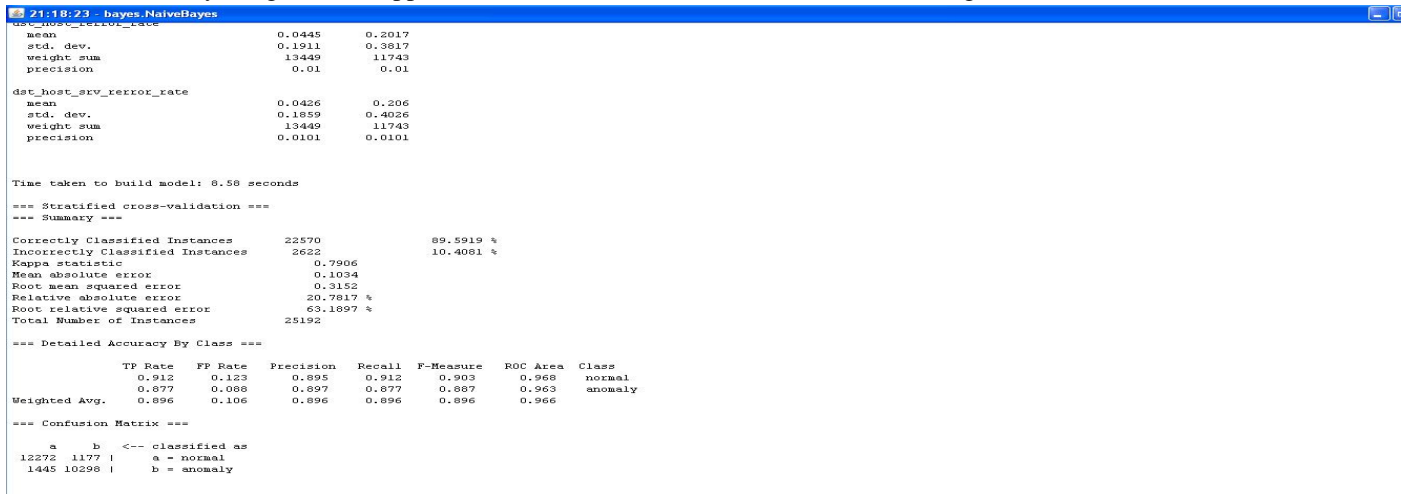 21:18:23 - bayes.NaiveBayes
dst_host_rerror_rate
mean 0.0445 0.2017
std. dev. 0.1911 0.3817
weight sum 13449 11743
precision 0.01 0.01
dst_host_srv_rerror_rate
mean 0.0426 0.206
std. dev. 0.1859 0.4026
weight sum 13449 11743
precision 0.0101 0.0101
Time taken to build model: 8.58 seconds
=== Stratified cross-validation ===
=== Summary ===
Correctly Classified Instances 22570 89.5919 %
Incorrectly Classified Instances 2622 10.4081 %
Kappa statistic 0.7906
Mean absolute error 0.1034
Root mean squared error 0.3152
Relative absolute error 20.7817 %
Root relative squared error 63.1897 %
Total Number of Instances 25192
=== Detailed Accuracy By Class ===
TP Rate FP Rate Precision Recall F-Measure ROC Area Class
0.912 0.123 0.895 0.912 0.903 0.968 normal
0.877 0.088 0.897 0.877 0.887 0.963 anomaly
Weighted Avg. 0.896 0.106 0.896 0.896 0.896 0.966
=== Confusion Matrix ===
a b <-- classified as
12272 1177 | a = normal
1445 10298 | b = anomaly